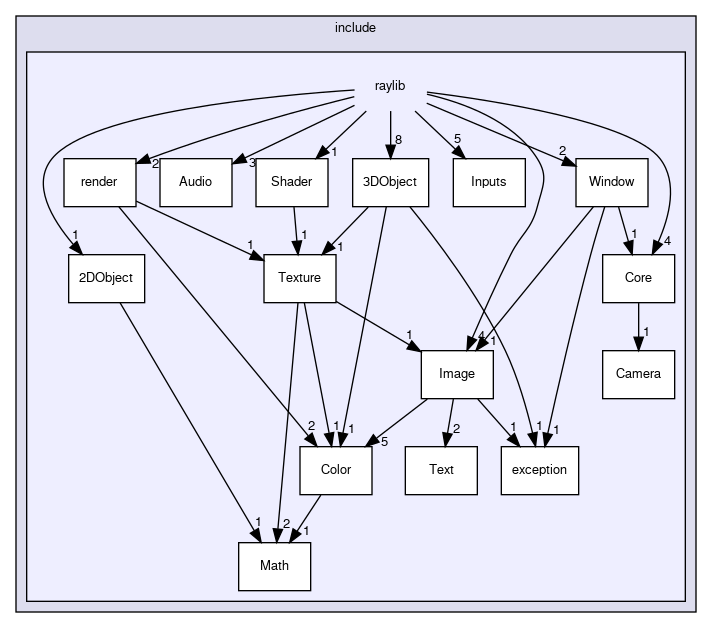 include
raylib
8
5
1
2
2
3
render
Audio
Shader
3DObject
Inputs
Window
1
1
1
1
1
4
2DObject
Texture
Core
1
4
1
1
Image
Camera
2
1
1
5
2
1
1
1
Color
Text
exception
1
2
1
Math